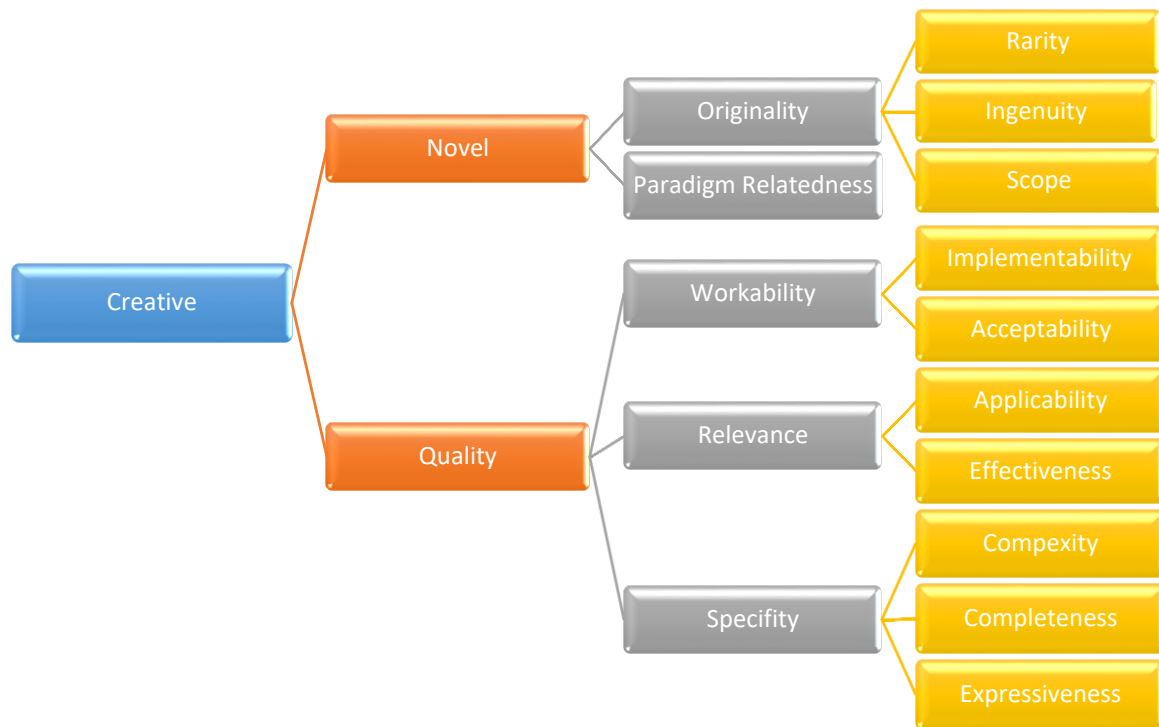 Creative
Novel
Originality
Rarity
Ingenuity
Scope
Paradigm Relatedness
Quality
Workability
Implementability
Acceptability
Relevance
Applicability
Effectiveness
Specifity
Compexity
Completeness
Expressiveness